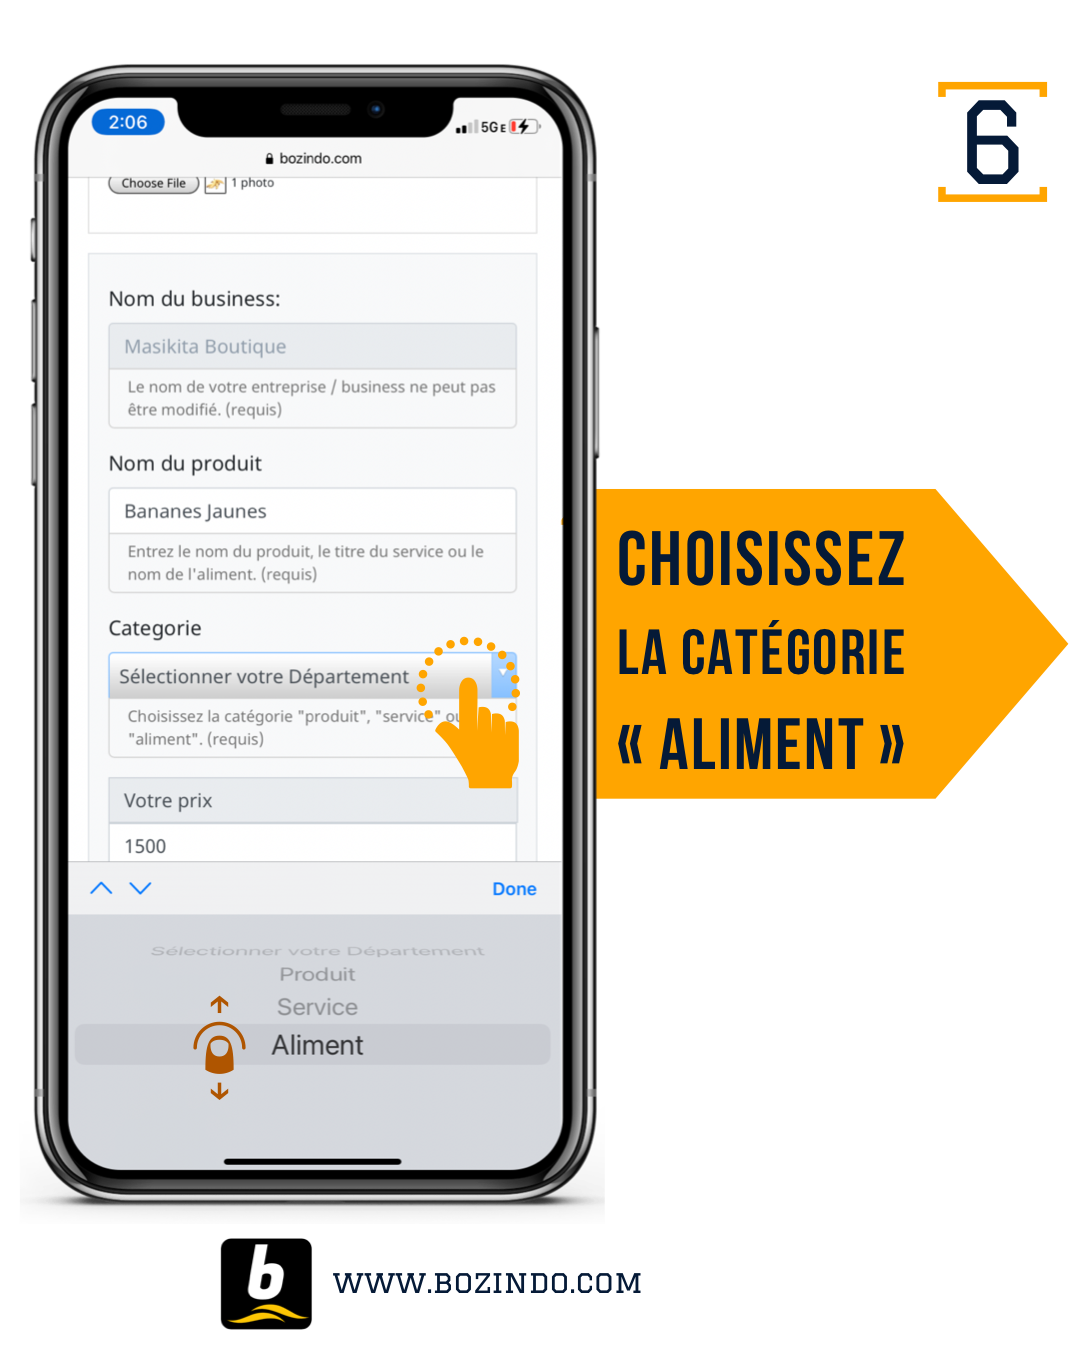 6
2:06
5G E
bozindo.com
Choose File 1 photo
Nom du business:
Masikita Boutique
Le nom de votre entreprise / business ne peut pas
être modifié. (requis)
Nom du produit
Bananes Jaunes
Entrez le nom du produit, le titre du service ou le
nom de l'aliment. (requis)
Categorie
Sélectionner votre Département
Choisissez la catégorie "produit", "service" ou
"aliment". (requis)
Votre prix
1500
Done
Sélectionner votre Département
Produit
Service
Aliment
CHOISISSEZ
LA CATÉGORIE
« ALIMENT »
b
WWW.BOZINDO.COM